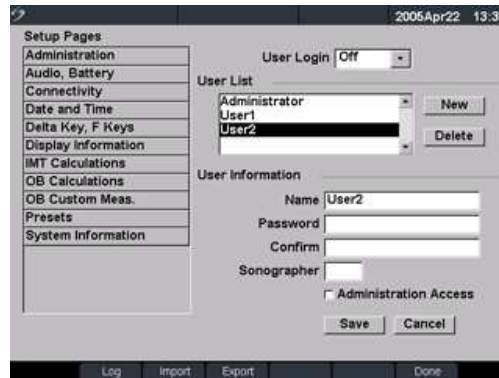 2005Apr22 13:3
Setup Pages
Administration
Audio, Battery
Connectivity
Date and Time
Delta Key, F Keys
Display Information
IMT Calculations
OB Calculations
OB Custom Meas.
Presets
System Information
User Login Off
User List
Administrator
User1
User2
New
Delete
User Information
Name User2
Password
Confirm
Sonographer
Administration Access
Save Cancel
Log Import Export Done